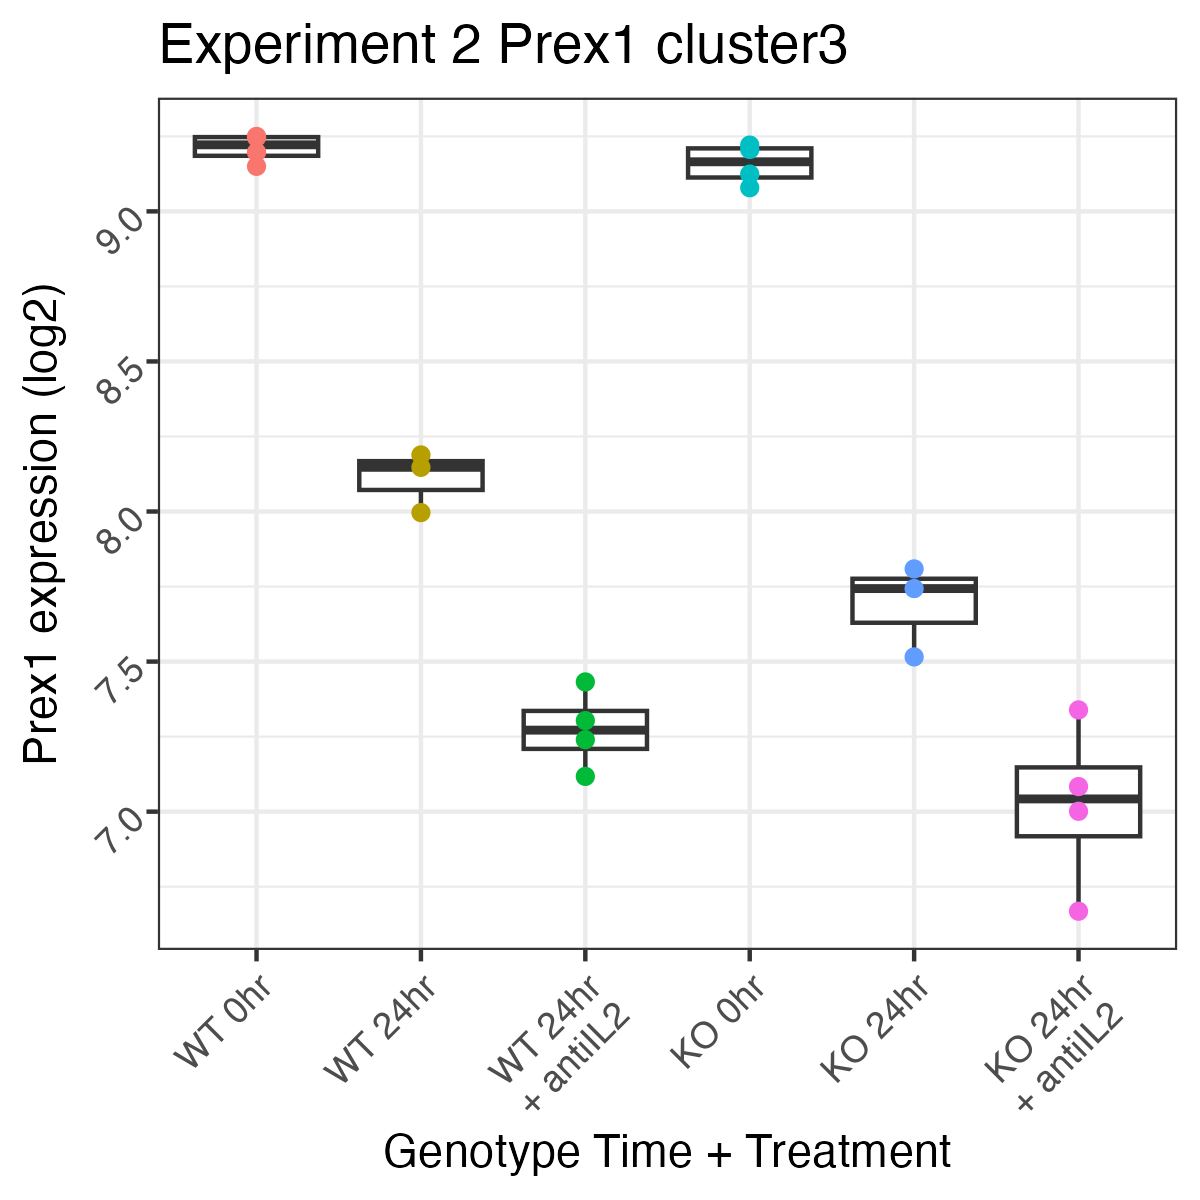 Experiment 2 Prex1 cluster3
Prex1 expression (log2)
9.0
8.5
8.0
7.5
7.0
WT 0hr
WT 24hr
WT 24hr
+ antiIL2
KO 0hr
KO 24hr
KO 24hr
+ antiIL2
Genotype Time + Treatment